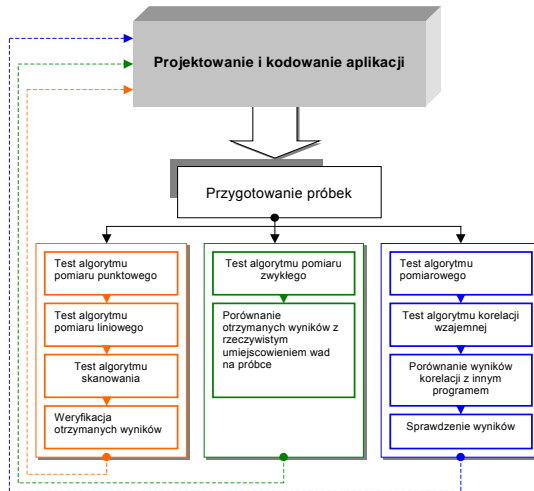 Projektowanie i kodowanie aplikacji
Przygotowanie próbek
Test algorytmu
pomiaru punktowego
Test algorytmu
pomiaru liniowego
Test algorytmu
skanowania
Weryfikacja
otrzymanych wyników
Test algorytmu pomiaru
zwykłego
Porównanie
otrzymanych wyników z
rzeczywistym
umiejscowieniem wad
na próbce
Test algorytmu
pomiarowego
Test algorytmu korelacji
wzajemnej
Porównanie wyników
korelacji z innym
programem
Sprawdzenie wyników